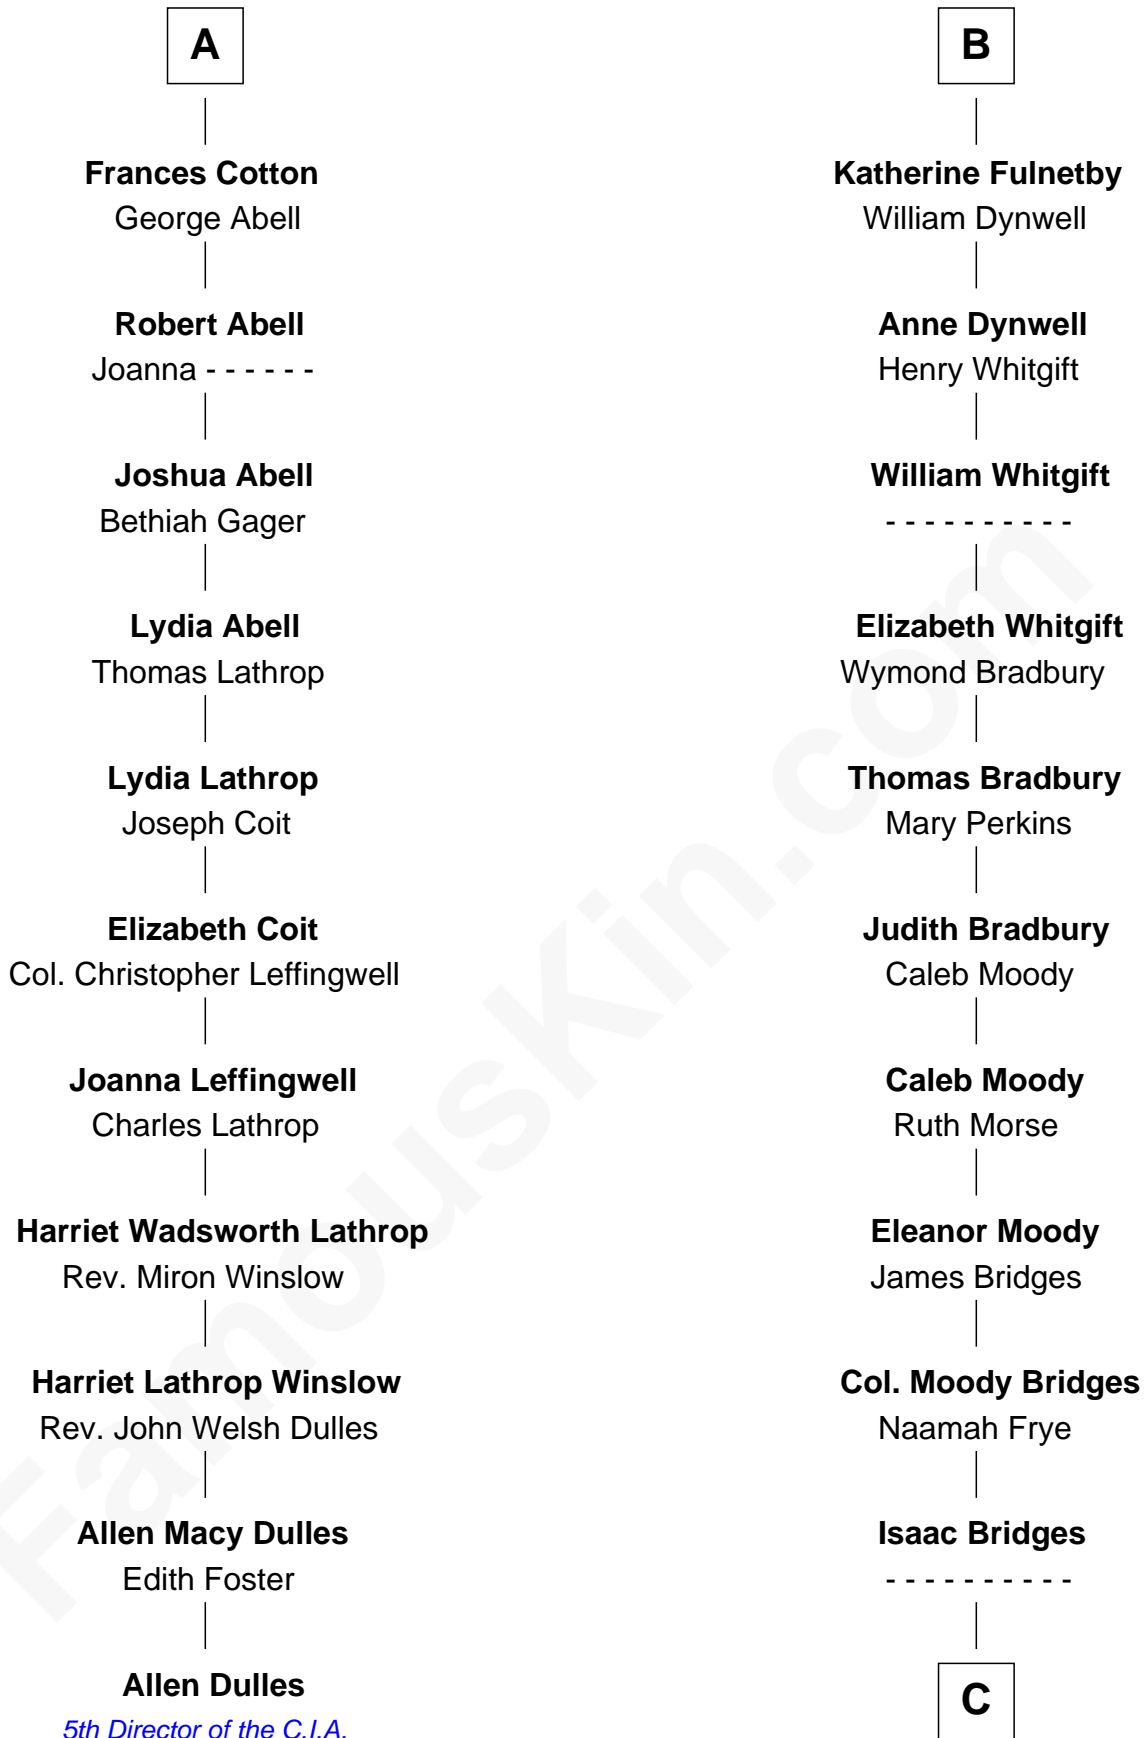 A
Frances Cotton
George Abell
Robert Abell
Joanna - - - - - -
Joshua Abell
Bethiah Gager
Lydia Abell
Thomas Lathrop
Lydia Lathrop
Joseph Coit
Elizabeth Coit
Col. Christopher Leffingwell
Joanna Leffingwell
Charles Lathrop
Harriet Wadsworth Lathrop
Rev. Miron Winslow
Harriet Lathrop Winslow
Rev. John Welsh Dulles
Allen Macy Dulles
Edith Foster
Allen Dulles
5th Director of the C.I.A.
B
Katherine Fulnetby
William Dynwell
Anne Dynwell
Henry Whitgift
William Whitgift
- - - - - - - - - -
Elizabeth Whitgift
Wymond Bradbury
Thomas Bradbury
Mary Perkins
Judith Bradbury
Caleb Moody
Caleb Moody
Ruth Morse
Eleanor Moody
James Bridges
Col. Moody Bridges
Naamah Frye
Isaac Bridges
- - - - - - - - - -
C
FamousKin.com